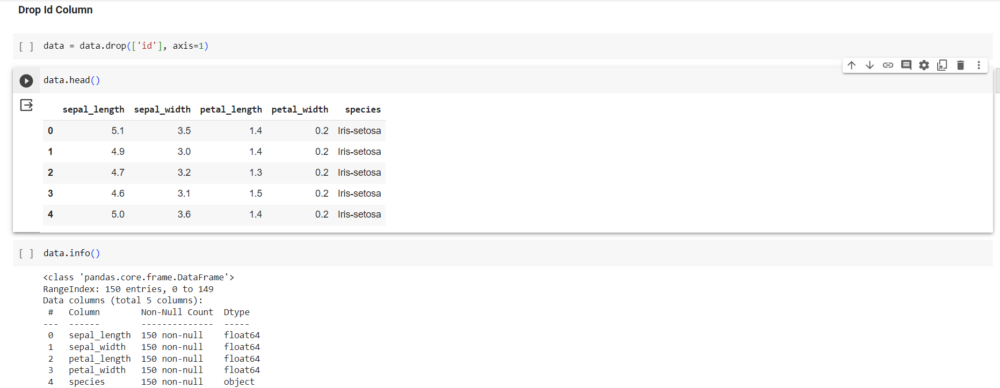 Drop Id Column
[ ] data = data.drop(['id'], axis=1)
data.head()
sepal_length sepal_width petal_length petal_width species
0 5.1 3.5 1.4 0.2 Iris-setosa
1 4.9 3.0 1.4 0.2 Iris-setosa
2 4.7 3.2 1.3 0.2 Iris-setosa
3 4.6 3.1 1.5 0.2 Iris-setosa
4 5.0 3.6 1.4 0.2 Iris-setosa
[ ] data.info()
<class 'pandas.core.frame.DataFrame'>
RangeIndex: 150 entries, 0 to 149
Data columns (total 5 columns):
# Column Non-Null Count Dtype
--- ------ -------------- -----
0 sepal_length 150 non-null float64
1 sepal_width 150 non-null float64
2 petal_length 150 non-null float64
3 petal_width 150 non-null float64
4 species 150 non-null object